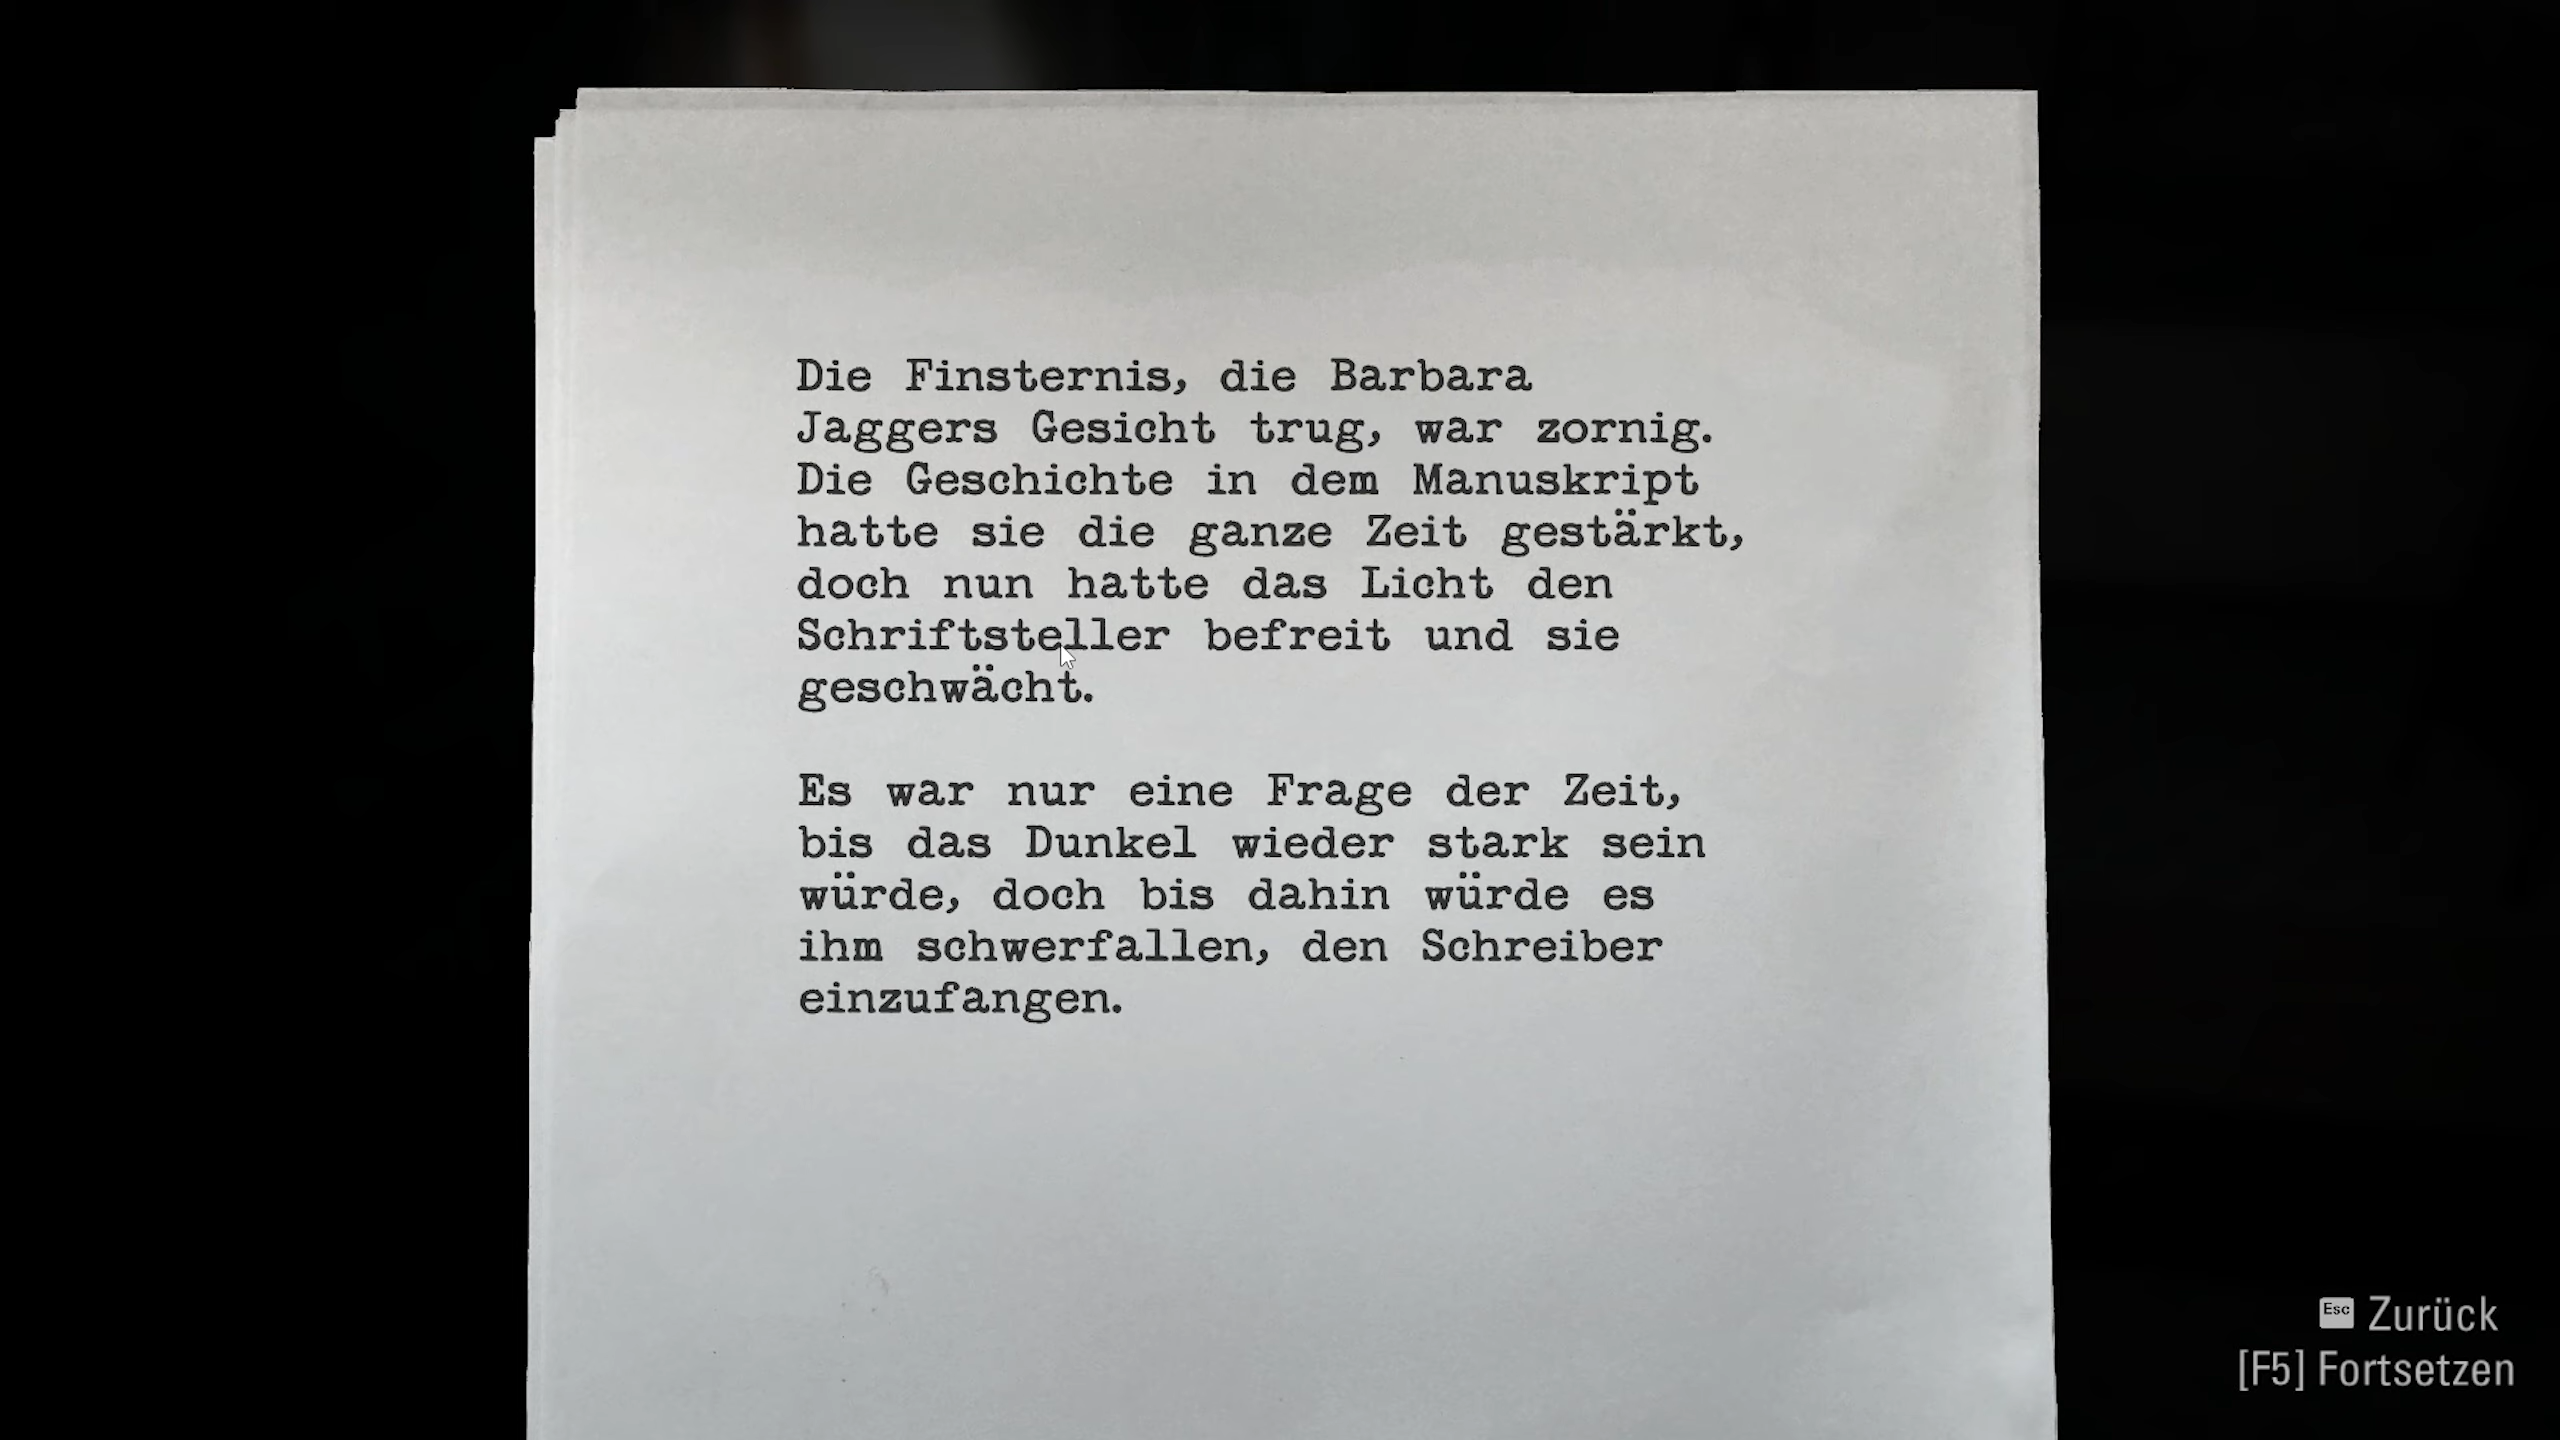 Die Finsternis, die Barbara
Jaggers Gesicht trug, war zornig.
Die Geschichte in dem Manuskript
hatte sie die ganze Zeit gestärkt,
doch nun hatte das Licht den
Schriftsteller befreit und sie
geschwächt.
Es war nur eine Frage der Zeit,
bis das Dunkel wieder stark sein
würde, doch bis dahin würde es
ihm schwerfallen, den Schreiber
einzufangen.
Esc Zurück
[F5] Fortsetzen